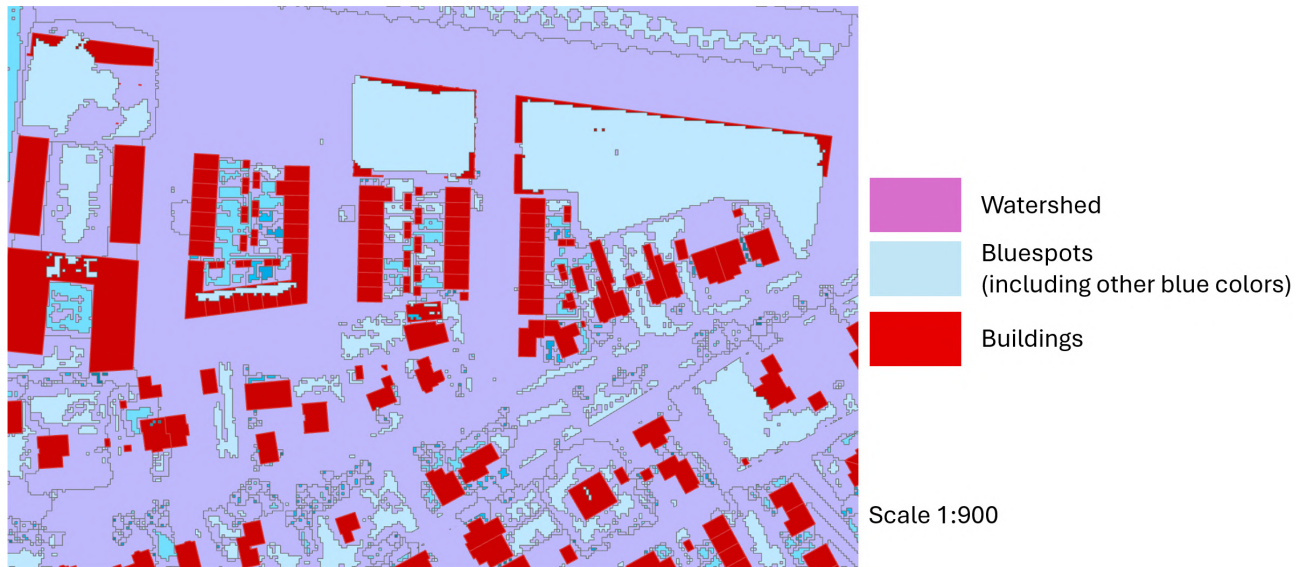 Watershed
Bluespots
(including other blue colors)
Buildings
Scale 1:900